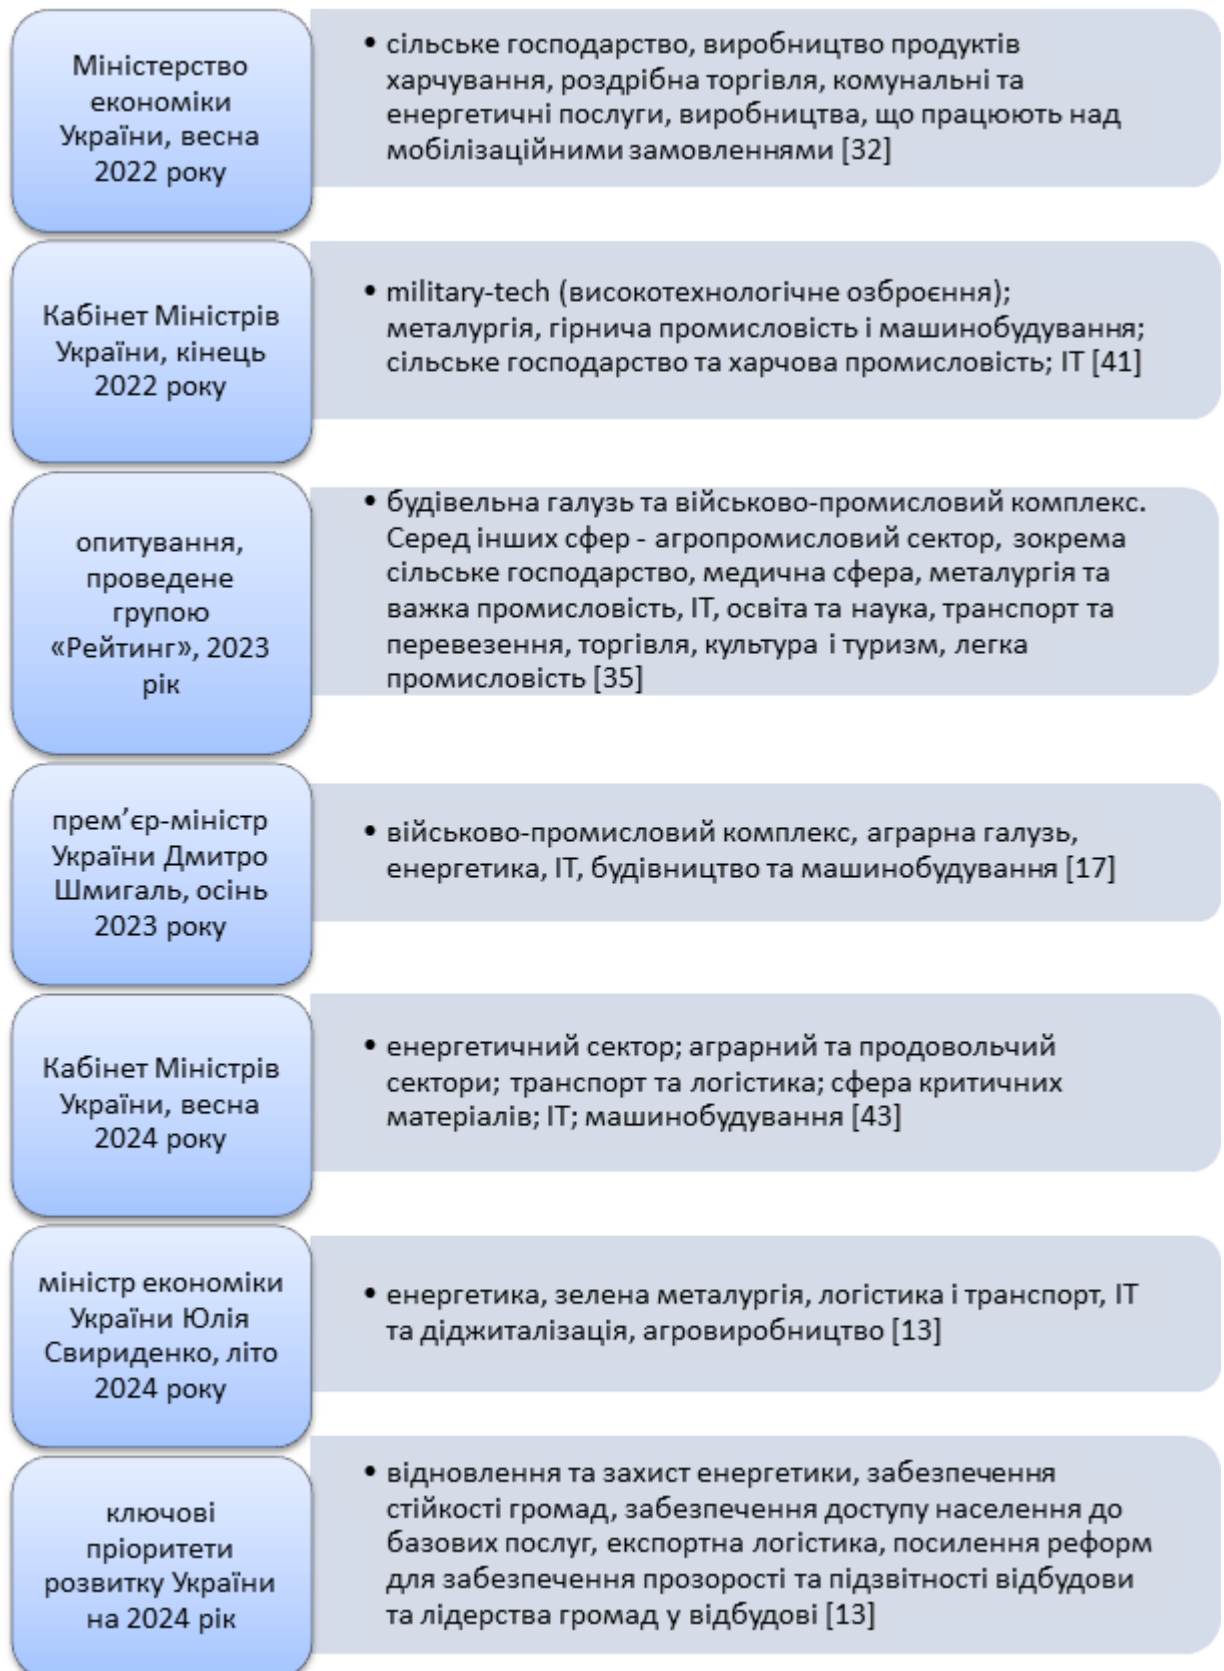 Міністерство
економіки
України, весна
2022 року
• сільське господарство, виробництво продуктів
харчування, роздрібна торгівля, комунальні та
енергетичні послуги, виробництва, що працюють над
мобілізаційними замовленнями [32]
Кабінет Міністрів
України, кінець
2022 року
• military-tech (високотехнологічне озброєння);
металургія, гірнича промисловість і машинобудування;
сільське господарство та харчова промисловість; ІТ [41]
опитування,
проведене
групою
«Рейтинг», 2023
рік
• будівельна галузь та військово-промисловий комплекс.
Серед інших сфер - агропромисловий сектор, зокрема
сільське господарство, медична сфера, металургія та
важка промисловість, ІТ, освіта та наука, транспорт та
перевезення, торгівля, культура і туризм, легка
промисловість [35]
прем’єр-міністр
України Дмитро
Шмигаль, осінь
2023 року
• військово-промисловий комплекс, аграрна галузь,
енергетика, ІТ, будівництво та машинобудування [17]
Кабінет Міністрів
України, весна
2024 року
• енергетичний сектор; аграрний та продовольчий
сектори; транспорт та логістика; сфера критичних
матеріалів; ІТ; машинобудування [43]
міністр економіки
України Юлія
Свириденко, літо
2024 року
• енергетика, зелена металургія, логістика і транспорт, ІТ
та діджиталізація, агровиробництво [13]
ключові
пріоритети
розвитку України
на 2024 рік
• відновлення та захист енергетики, забезпечення
стійкості громад, забезпечення доступу населення до
базових послуг, експортна логістика, посилення реформ
для забезпечення прозорості та підзвітності відбудови
та лідерства громад у відбудові [13]